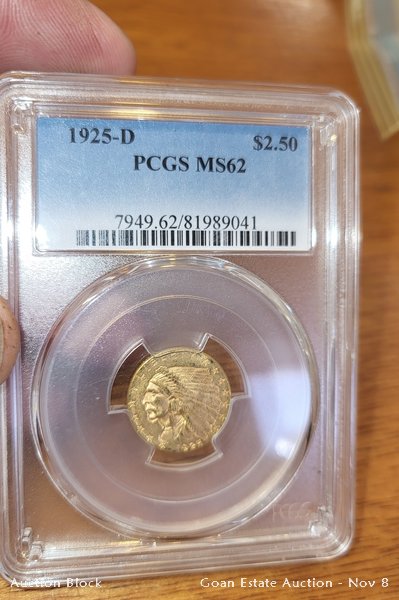 1925-D $2.50
PCGS MS62
7949.62/81989041
Auction Block Goan Estate Auction - Nov 8